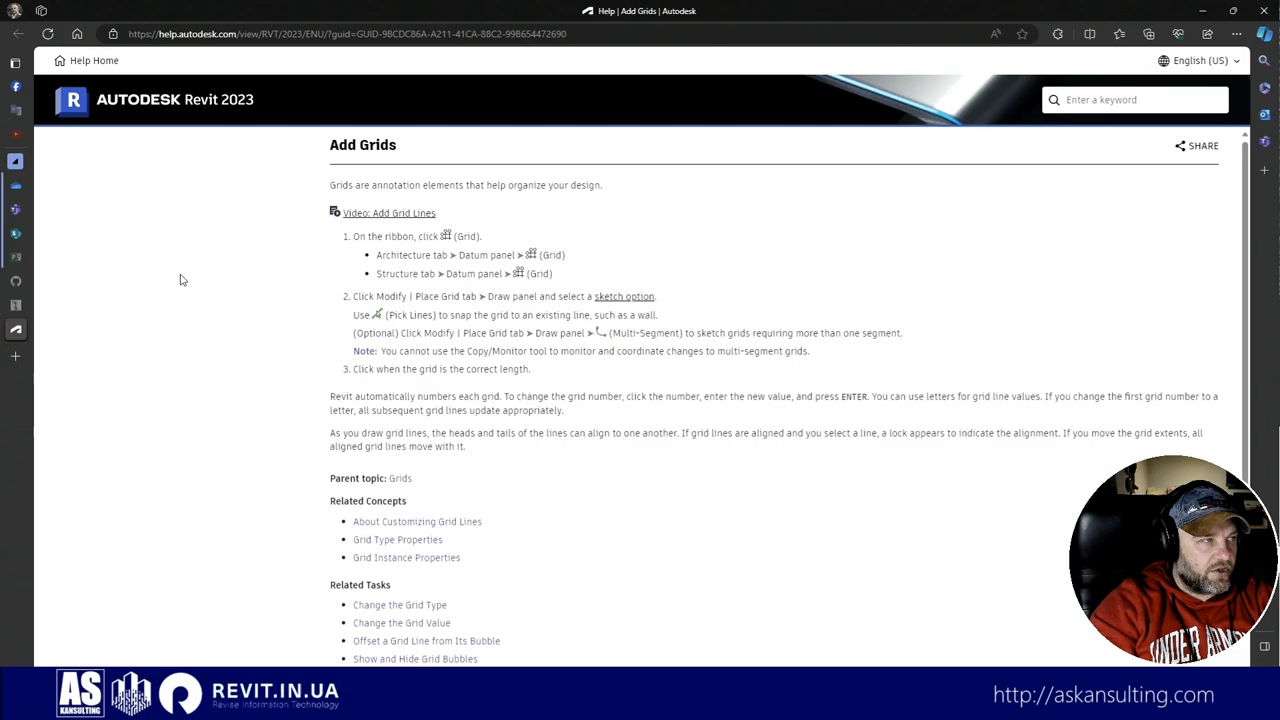 Help | Add Grids | Autodesk
https://help.autodesk.com/view/RVT/2023/ENU/?guid=GUID-9BCDC86A-A211-41CA-88C2-99B654472690
Help Home
English (US)
R AUTODESK Revit 2023
Enter a keyword
Add Grids
SHARE
Grids are annotation elements that help organize your design.
Video: Add Grid Lines
1. On the ribbon, click (Grid).
• Architecture tab ➤ Datum panel ➤ (Grid)
• Structure tab ➤ Datum panel ➤ (Grid)
2. Click Modify | Place Grid tab ➤ Draw panel and select a sketch option.
Use (Pick Lines) to snap the grid to an existing line, such as a wall.
(Optional) Click Modify | Place Grid tab ➤ Draw panel ➤ (Multi-Segment) to sketch grids requiring more than one segment.
Note: You cannot use the Copy/Monitor tool to monitor and coordinate changes to multi-segment grids.
3. Click when the grid is the correct length.
Revit automatically numbers each grid. To change the grid number, click the number, enter the new value, and press ENTER. You can use letters for grid line values. If you change the first grid number to a
letter, all subsequent grid lines update appropriately.
As you draw grid lines, the heads and tails of the lines can align to one another. If grid lines are aligned and you select a line, a lock appears to indicate the alignment. If you move the grid extents, all
aligned grid lines move with it.
Parent topic: Grids
Related Concepts
• About Customizing Grid Lines
• Grid Type Properties
• Grid Instance Properties
Related Tasks
• Change the Grid Type
• Change the Grid Value
• Offset a Grid Line from Its Bubble
• Show and Hide Grid Bubbles
UNDER ARM
AS
KANSULTING
REVIT.IN.UA
Revise Information Technology
http://askansulting.com